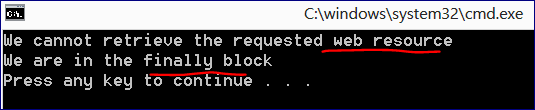 C:\windows\system32\cmd.exe
We cannot retrieve the requested web resource
We are in the finally block
Press any key to continue . . .